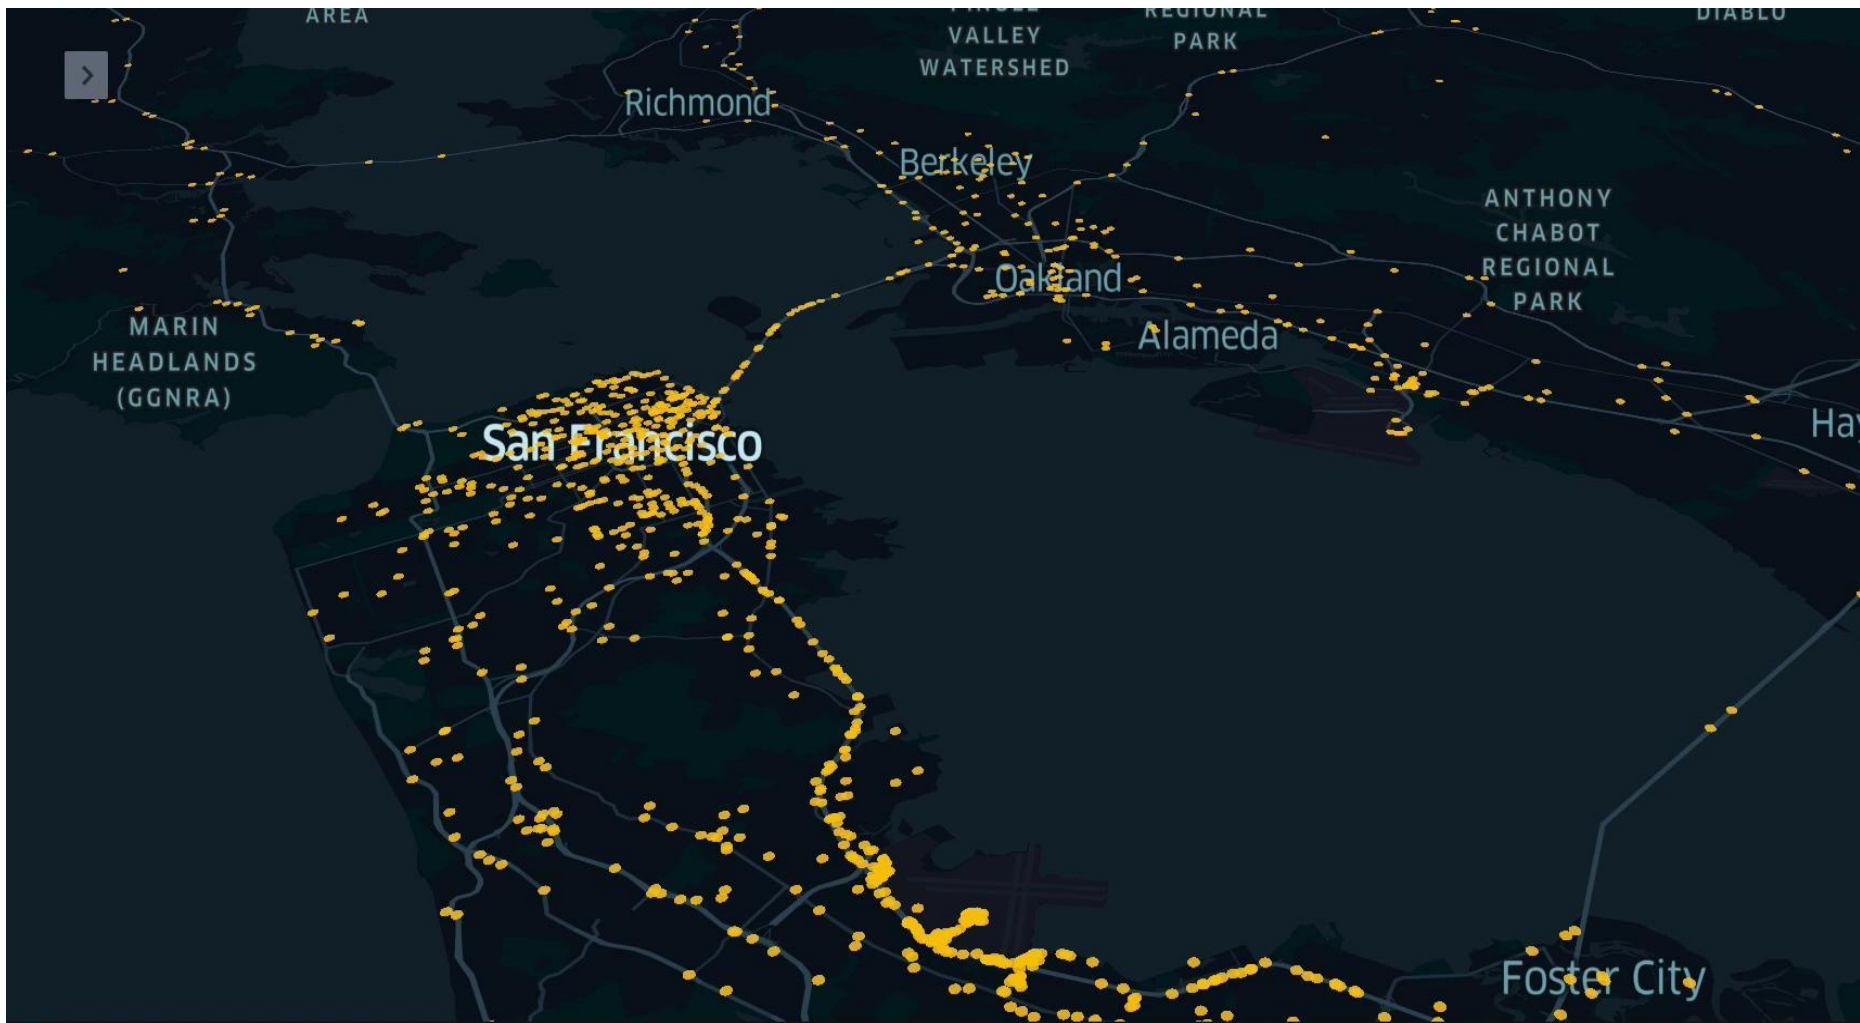 AREA
VALLEY
WATERSHED
REGIONAL
PARK
DIABLO
Richmond
Berkeley
ANTHONY
CHABOT
REGIONAL
PARK
Oakland
Alameda
MARIN
HEADLANDS
(GGNRA)
San Francisco
Foster City